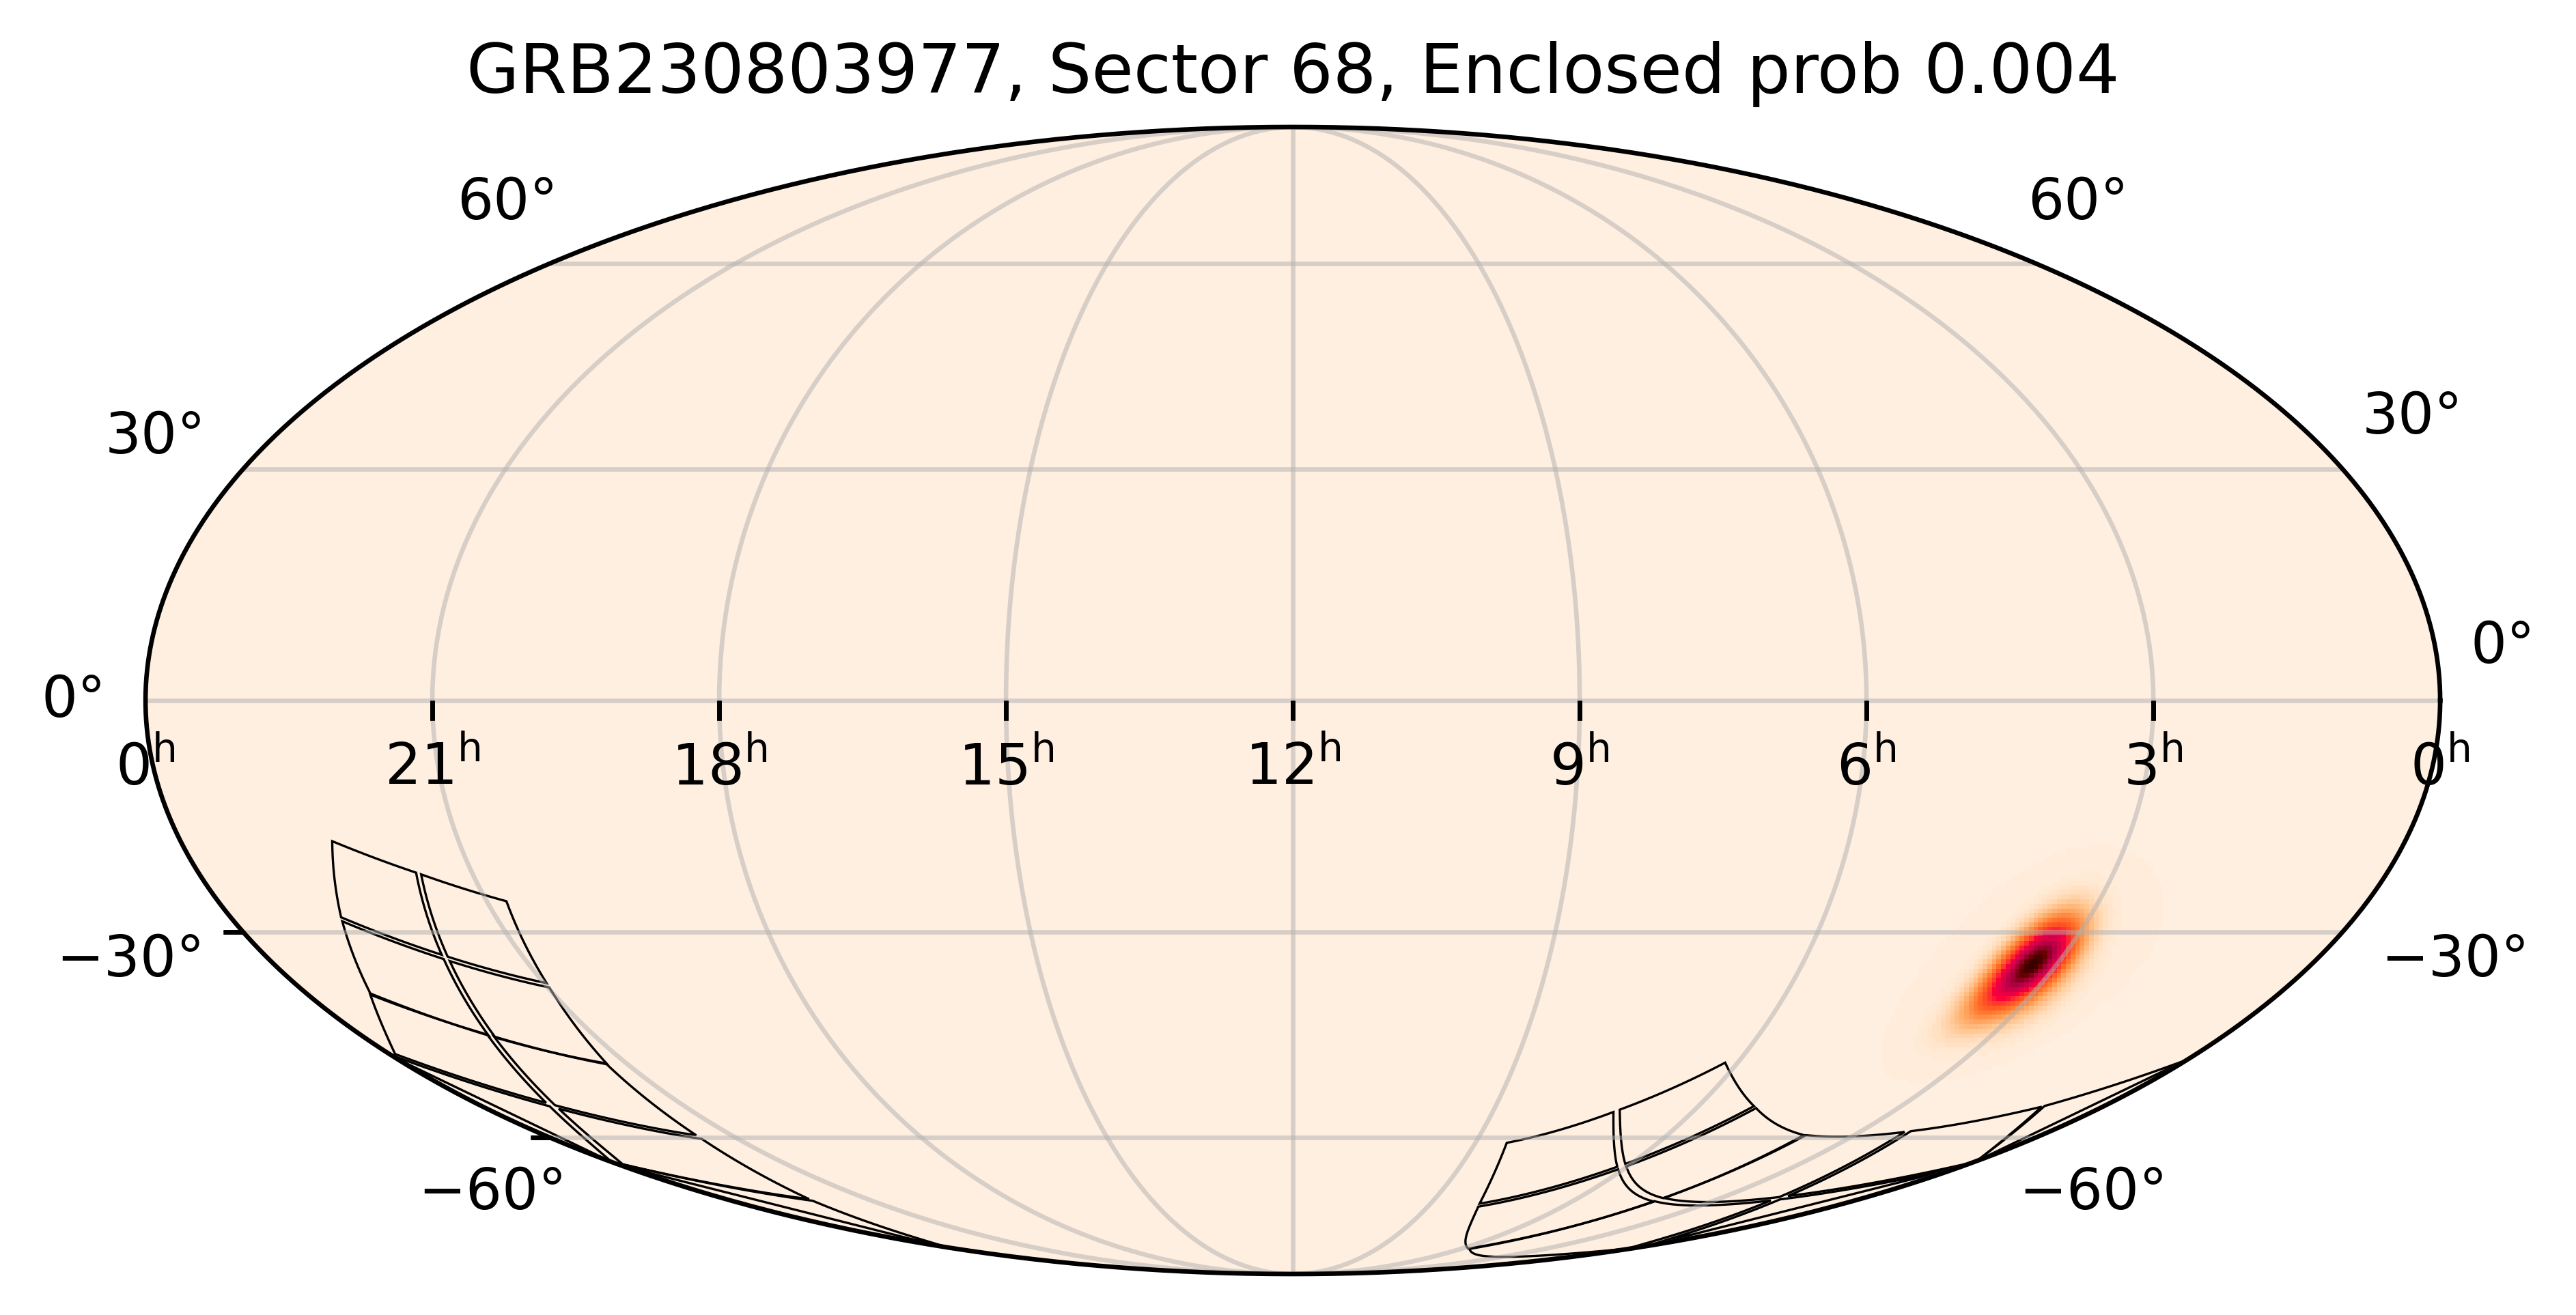 GRB230803977, Sector 68, Enclosed prob 0.004
60° 60°
30° 30°
0° 0°
0ʰ 21ʰ 18ʰ 15ʰ 12ʰ 9ʰ 6ʰ 3ʰ 0ʰ
−30° −30°
−60° −60°